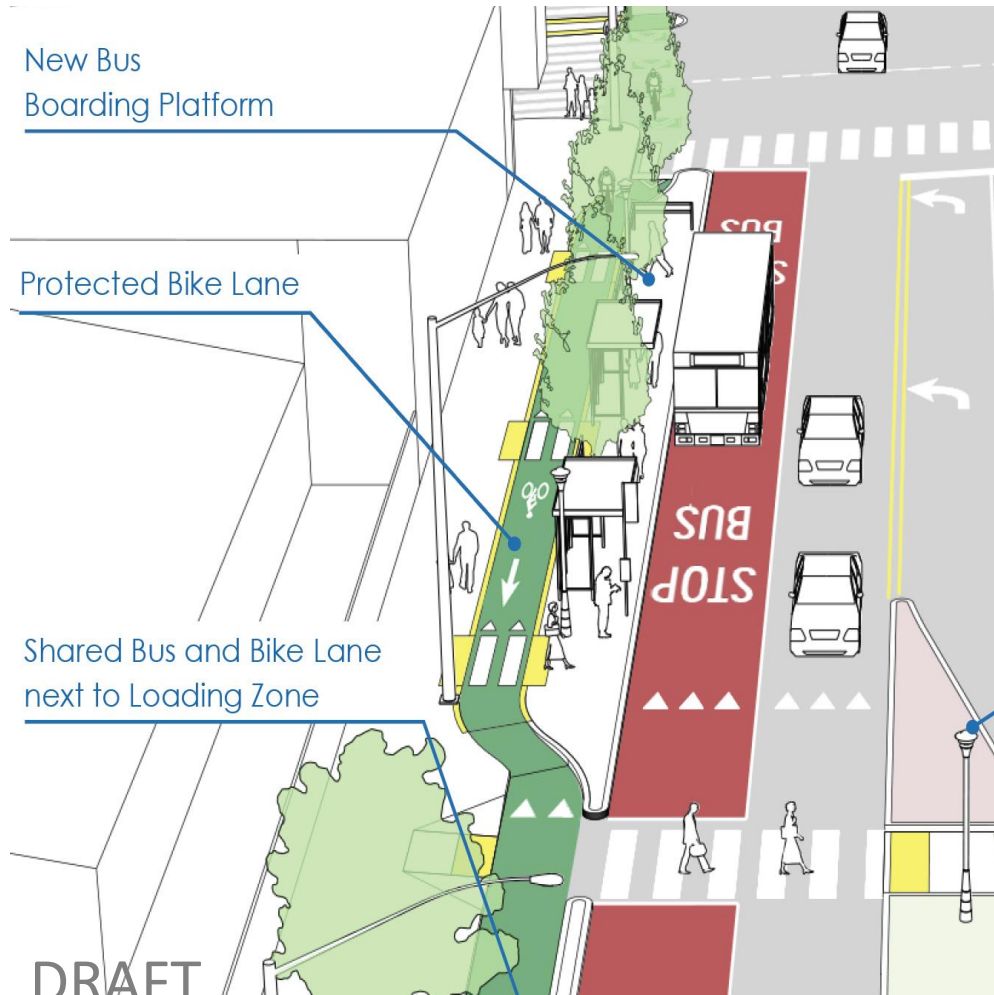 New Bus
Boarding Platform
BUS
S
Protected Bike Lane
BUS
STOP
Shared Bus and Bike Lane
next to Loading Zone
DRAFT